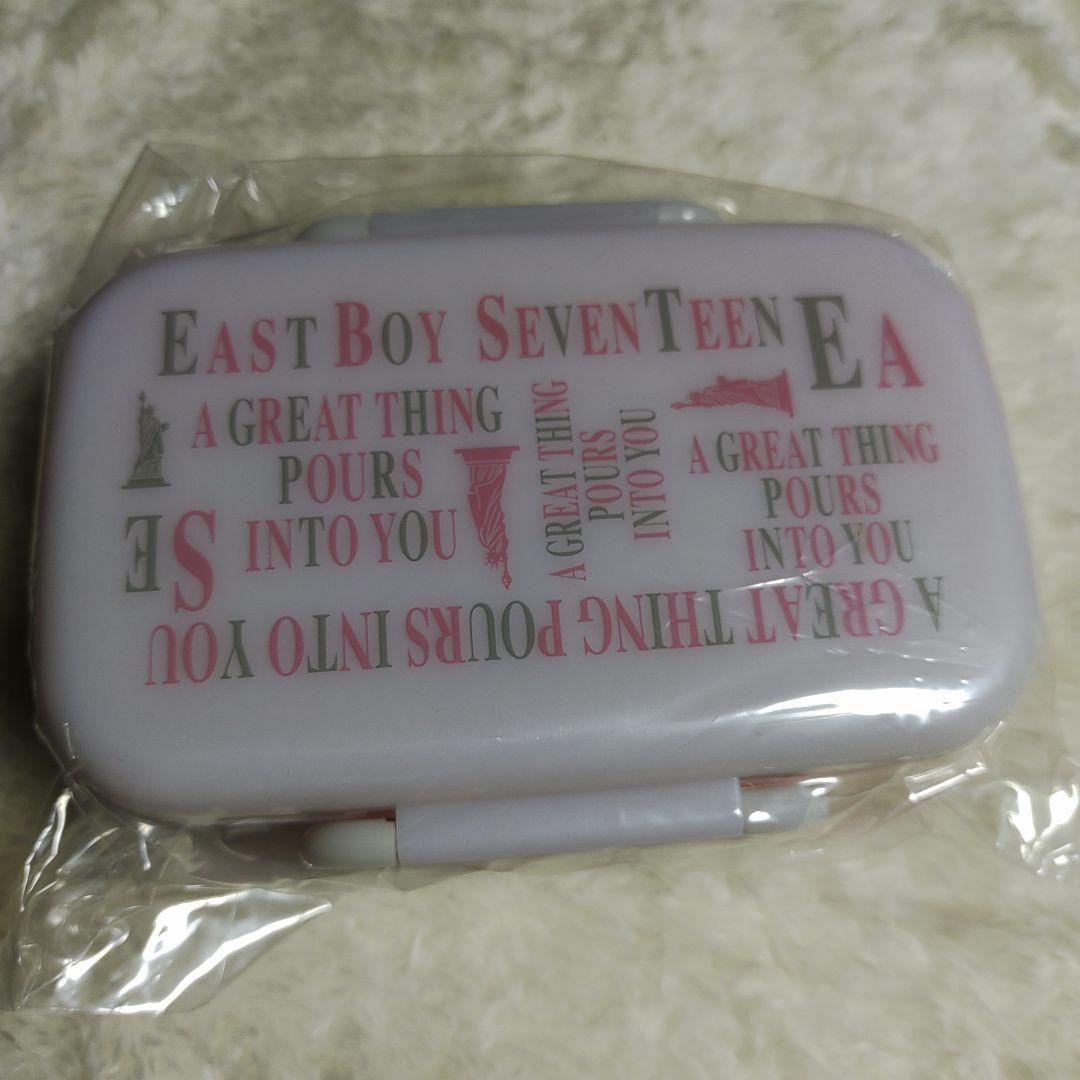 EAST BOY SEVENTEEN
EA
A GREAT THING
POURS
INTO YOU
SE
A GREAT THING
POURS
INTO YOU
A GREAT THING
POURS
INTO YOU
A GREAT THING POURS INTO YOU